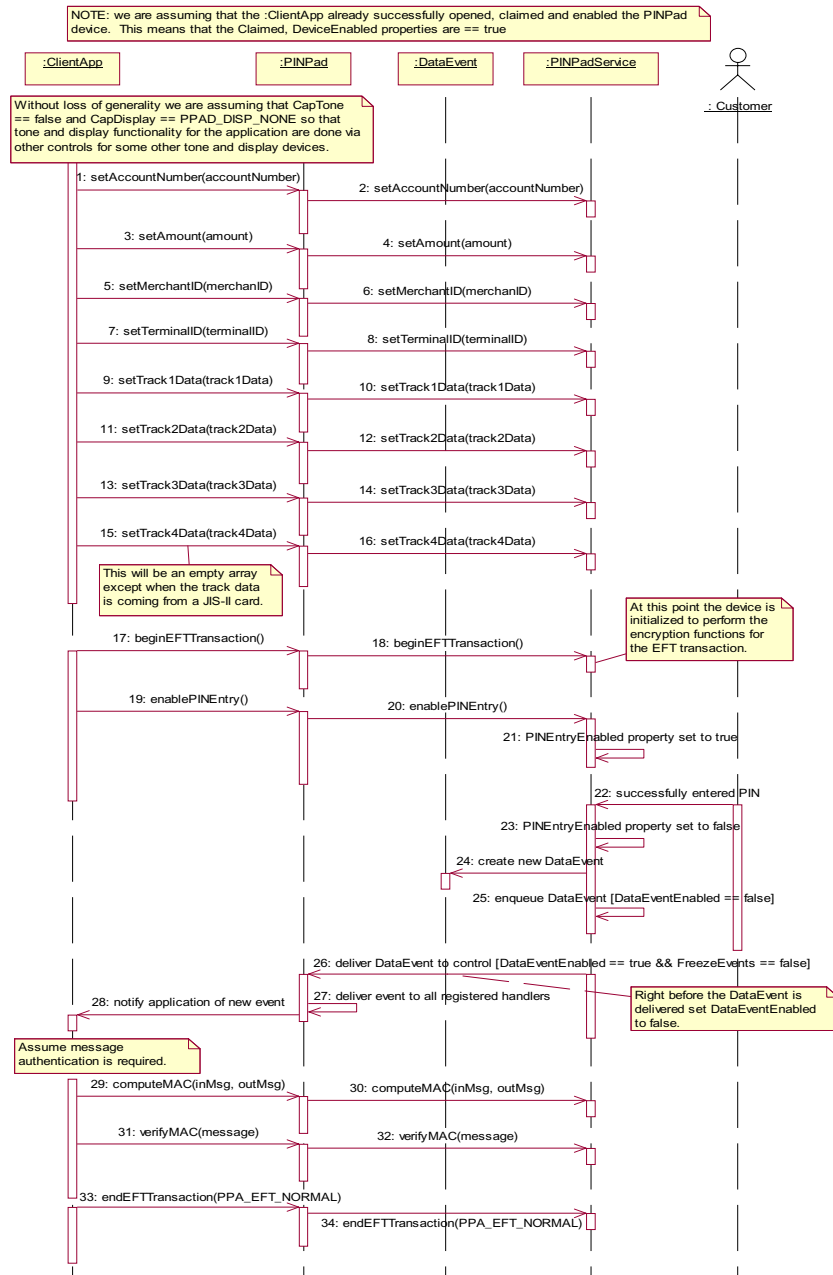 NOTE: we are assuming that the :ClientApp already successfully opened, claimed and enabled the PINPad
device.  This means that the Claimed, DeviceEnabled properties are == true
:ClientApp
:PINPad
:DataEvent
:PINPadService
: Customer
Without loss of generality we are assuming that CapTone
== false and CapDisplay == PPAD_DISP_NONE so that
tone and display functionality for the application are done via
other controls for some other tone and display devices.
1: setAccountNumber(accountNumber)
2: setAccountNumber(accountNumber)
3: setAmount(amount)
4: setAmount(amount)
5: setMerchantID(merchanID)
6: setMerchantID(merchanID)
7: setTerminalID(terminalID)
8: setTerminalID(terminalID)
9: setTrack1Data(track1Data)
10: setTrack1Data(track1Data)
11: setTrack2Data(track2Data)
12: setTrack2Data(track2Data)
13: setTrack3Data(track3Data)
14: setTrack3Data(track3Data)
15: setTrack4Data(track4Data)
16: setTrack4Data(track4Data)
This will be an empty array
except when the track data
is coming from a JIS-II card.
At this point the device is
initialized to perform the
encryption functions for
the EFT transaction.
17: beginEFTTransaction()
18: beginEFTTransaction()
19: enablePINEntry()
20: enablePINEntry()
21: PINEntryEnabled property set to true
22: successfully entered PIN
23: PINEntryEnabled property set to false
24: create new DataEvent
25: enqueue DataEvent [DataEventEnabled == false]
26: deliver DataEvent to control [DataEventEnabled == true && FreezeEvents == false]
27: deliver event to all registered handlers
28: notify application of new event
Right before the DataEvent is
delivered set DataEventEnabled
to false.
Assume message
authentication is required.
29: computeMAC(inMsg, outMsg)
30: computeMAC(inMsg, outMsg)
31: verifyMAC(message)
32: verifyMAC(message)
33: endEFTTransaction(PPA_EFT_NORMAL)
34: endEFTTransaction(PPA_EFT_NORMAL)